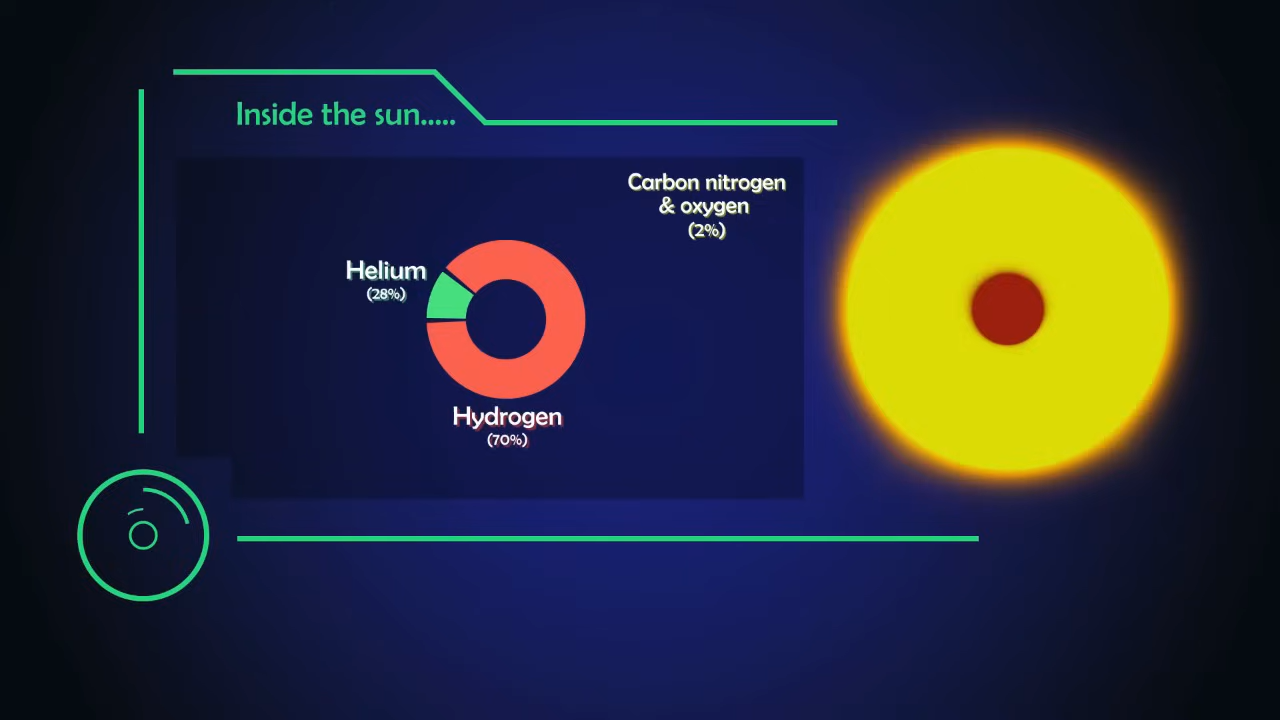 Inside the sun.....
Carbon nitrogen
& oxygen
(2%)
Helium
(28%)
Hydrogen
(70%)